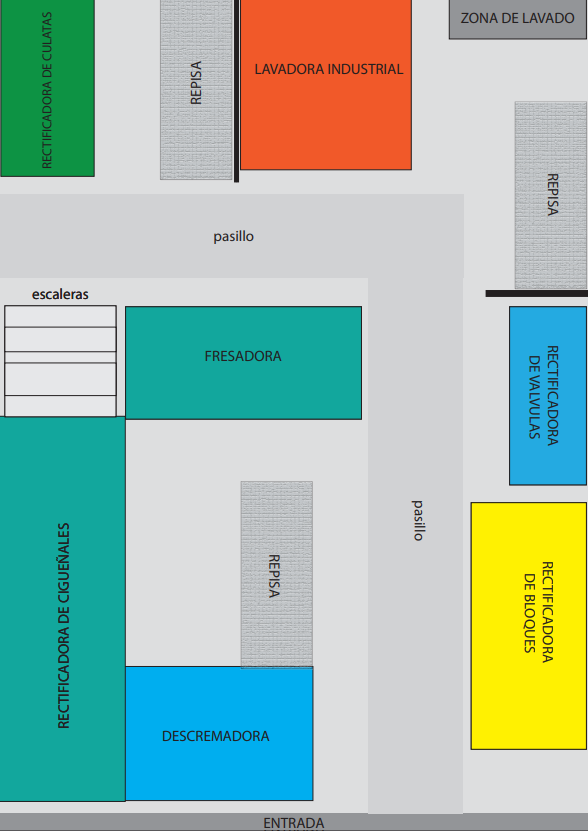 ZONA DE LAVADO
RECTIFICADORA DE CULATAS
REPISA
LAVADORA INDUSTRIAL
REPISA
pasillo
escaleras
FRESADORA
RECTIFICADORA
DE VALVULAS
pasillo
RECTIFICADORA DE CIGUEÑALES
REPISA
RECTIFICADORA
DE BLOQUES
DESCREMADORA
ENTRADA